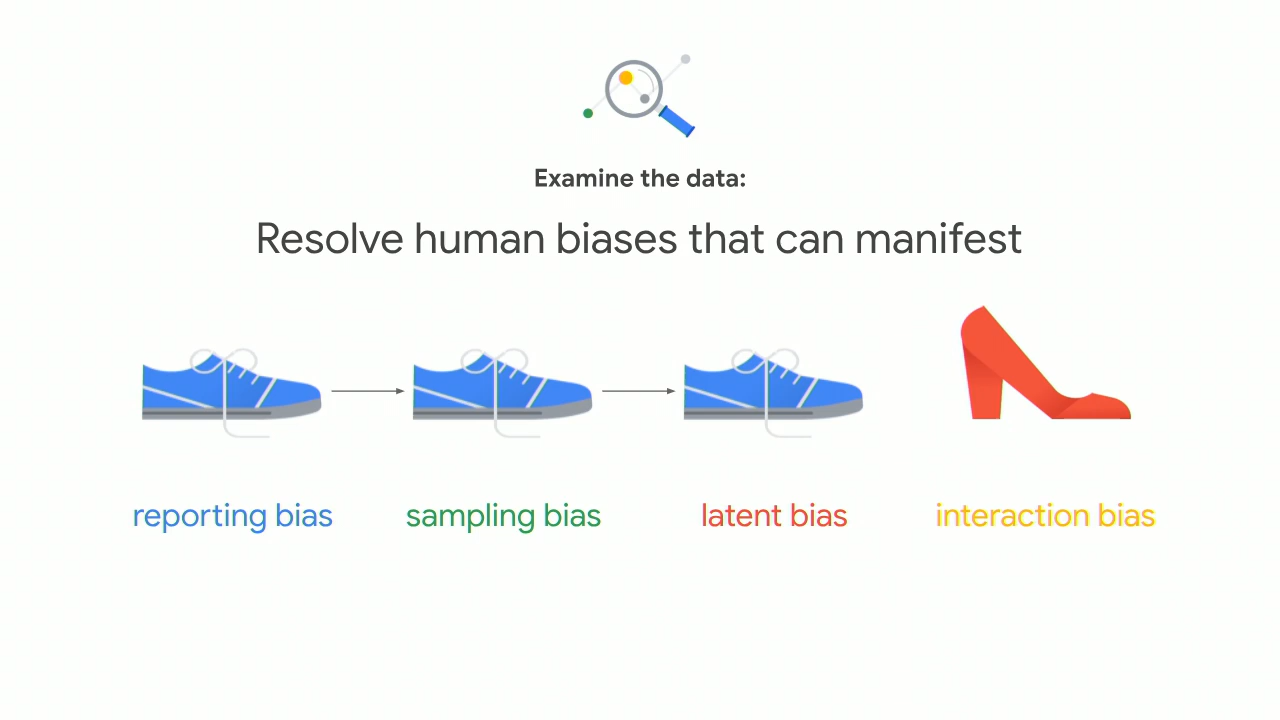 Examine the data:
Resolve human biases that can manifest
reporting bias
sampling bias
latent bias
interaction bias